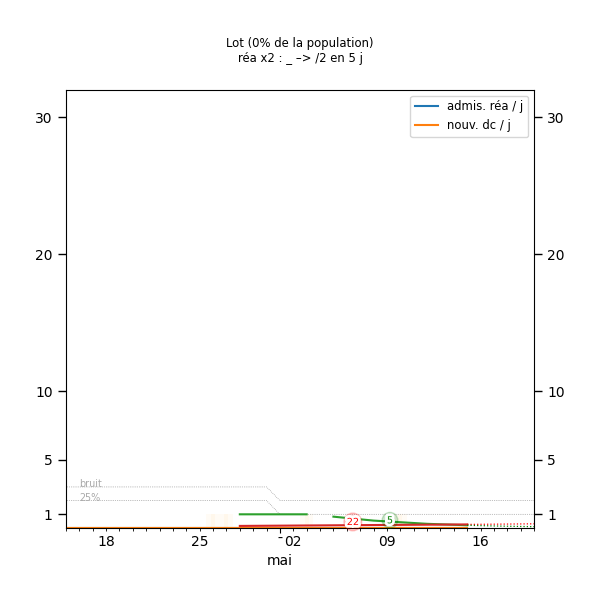 Lot (0% de la population)
réa x2 : _ –> /2 en 5 j
admis. réa / j
nouv. dc / j
30 30
20 20
10 10
5 5
bruit
25%
1 1
22 5
18 25 02 09 16
mai